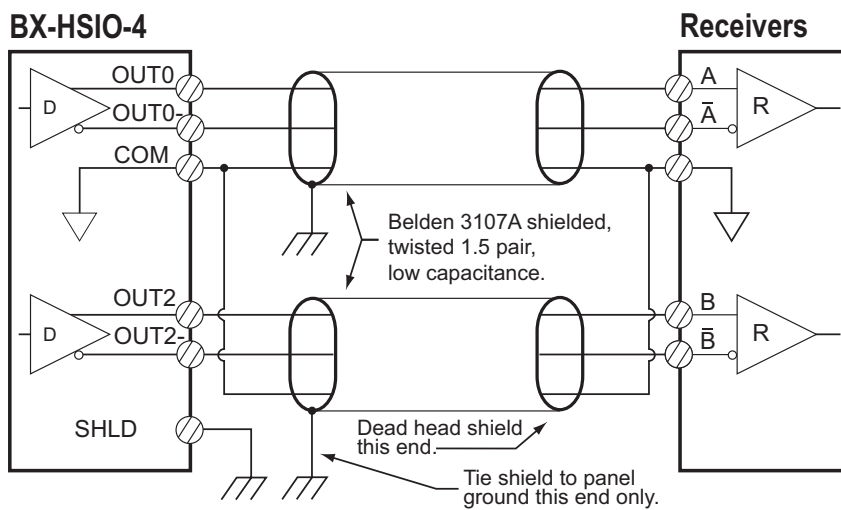 BX-HSIO-4
Receivers
OUT0
OUT0-
COM
D
A
A̅
R
Belden 3107A shielded,
twisted 1.5 pair,
low capacitance.
OUT2
OUT2-
D
B
B̅
R
SHLD
Dead head shield
this end.
Tie shield to panel
ground this end only.